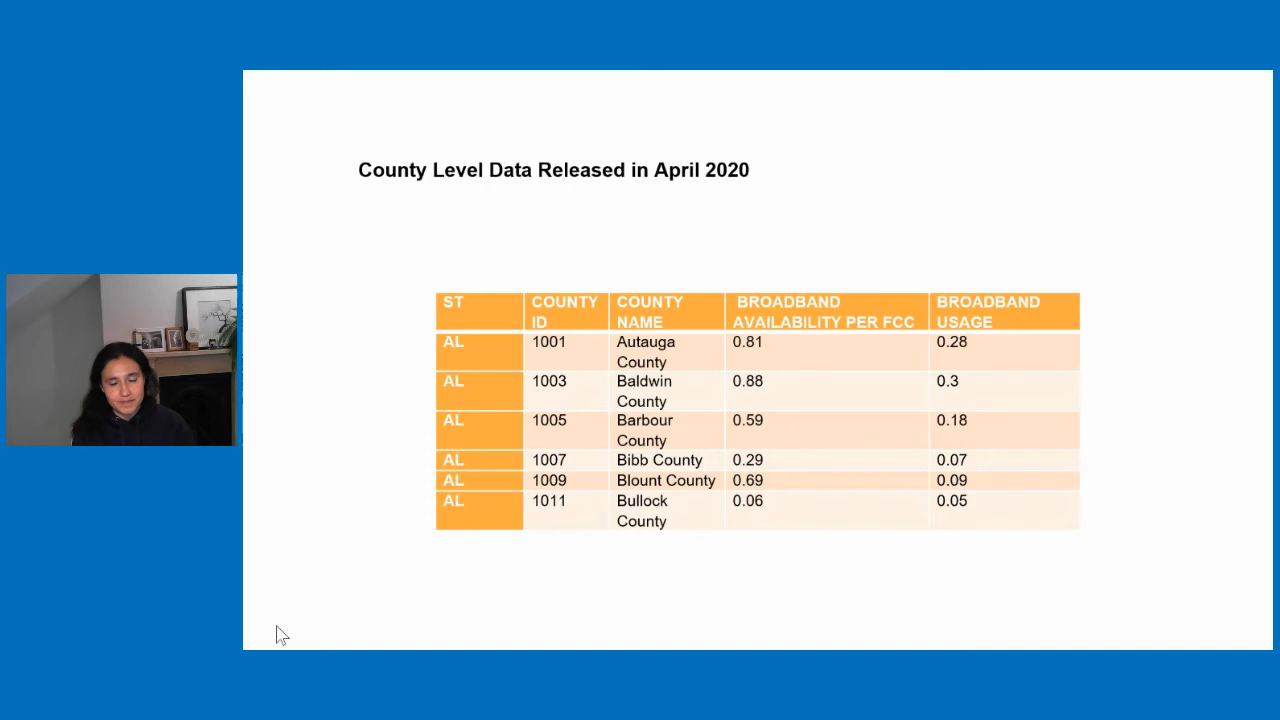 County Level Data Released in April 2020
ST COUNTY ID COUNTY NAME BROADBAND AVAILABILITY PER FCC BROADBAND USAGE
AL 1001 Autauga County 0.81 0.28
AL 1003 Baldwin County 0.88 0.3
AL 1005 Barbour County 0.59 0.18
AL 1007 Bibb County 0.29 0.07
AL 1009 Blount County 0.69 0.09
AL 1011 Bullock County 0.06 0.05